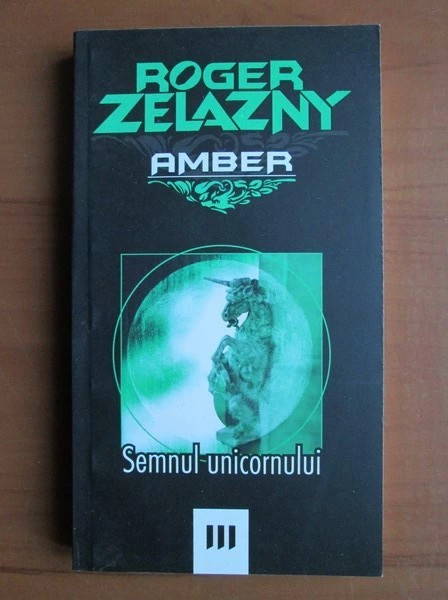 ROGER
ZELAZNY
AMBER
Semnul unicornului
III